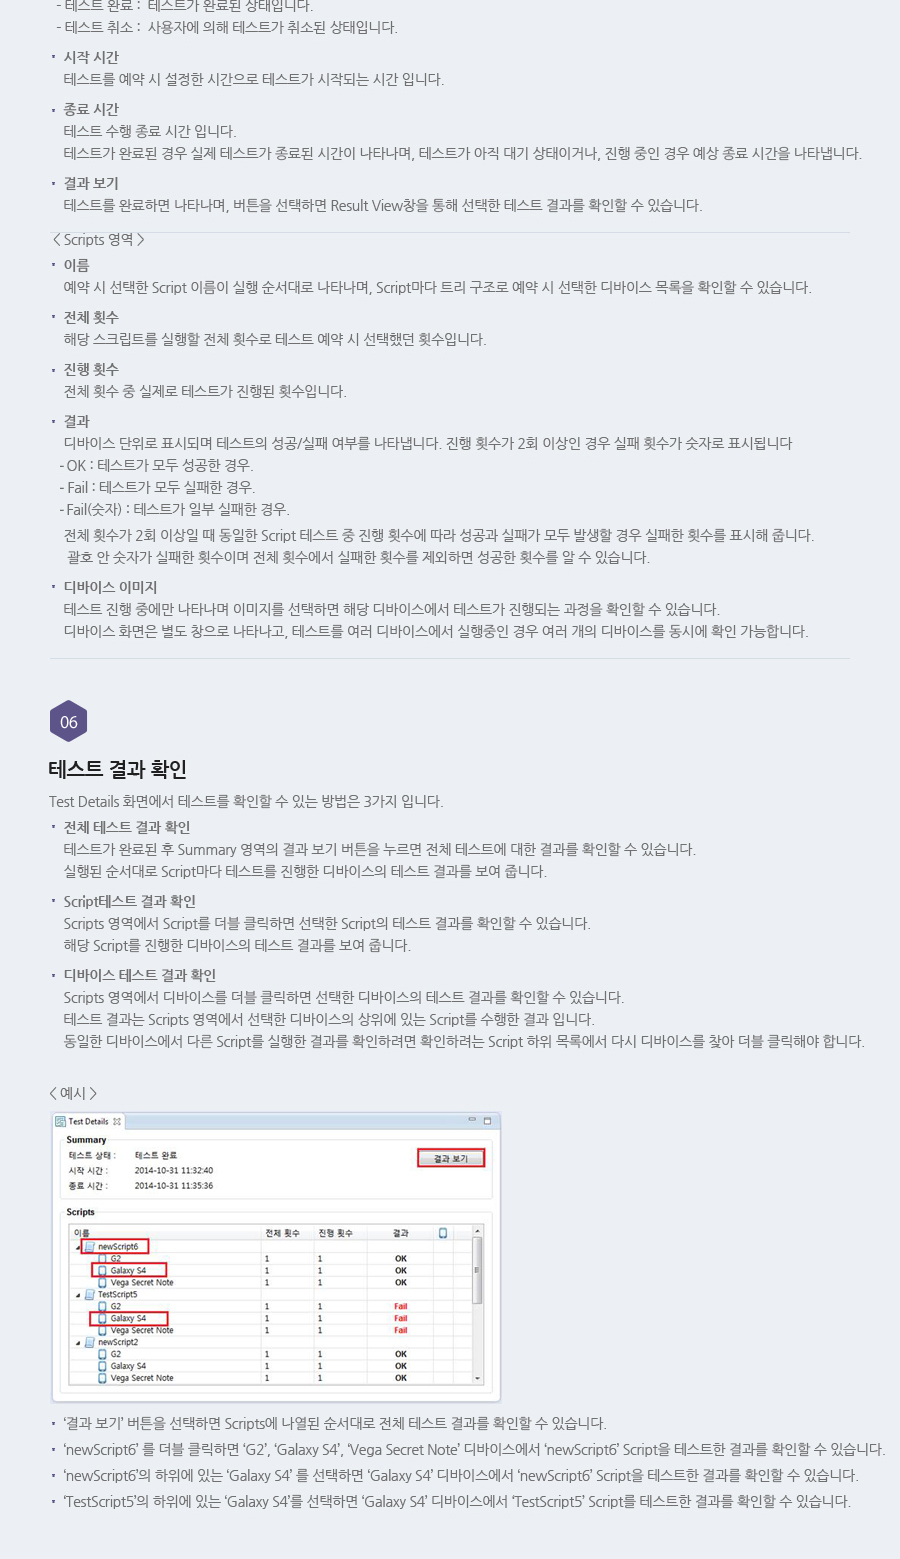 - 테스트 완료 :  테스트가 완료된 상태입니다.
- 테스트 취소 :  사용자에 의해 테스트가 취소된 상태입니다.
시작 시간
테스트를 예약 시 설정한 시간으로 테스트가 시작되는 시간 입니다.
종료 시간
테스트 수행 종료 시간 입니다.
테스트가 완료된 경우 실제 테스트가 종료된 시간이 나타나며, 테스트가 아직 대기 상태이거나, 진행 중인 경우 예상 종료 시간을 나타냅니다.
결과 보기
테스트를 완료하면 나타나며, 버튼을 선택하면 Result View창을 통해 선택한 테스트 결과를 확인할 수 있습니다.
< Scripts 영역 >
이름
예약 시 선택한 Script 이름이 실행 순서대로 나타나며, Script마다 트리 구조로 예약 시 선택한 디바이스 목록을 확인할 수 있습니다.
전체 횟수
해당 스크립트를 실행할 전체 횟수로 테스트 예약 시 선택했던 횟수입니다.
진행 횟수
전체 횟수 중 실제로 테스트가 진행된 횟수입니다.
결과
디바이스 단위로 표시되며 테스트의 성공/실패 여부를 나타냅니다. 진행 횟수가 2회 이상인 경우 실패 횟수가 숫자로 표시됩니다
- OK : 테스트가 모두 성공한 경우.
- Fail : 테스트가 모두 실패한 경우.
- Fail(숫자) : 테스트가 일부 실패한 경우.
전체 횟수가 2회 이상일 때 동일한 Script 테스트 중 진행 횟수에 따라 성공과 실패가 모두 발생할 경우 실패한 횟수를 표시해 줍니다.
괄호 안 숫자가 실패한 횟수이며 전체 횟수에서 실패한 횟수를 제외하면 성공한 횟수를 알 수 있습니다.
디바이스 이미지
테스트 진행 중에만 나타나며 이미지를 선택하면 해당 디바이스에서 테스트가 진행되는 과정을 확인할 수 있습니다.
디바이스 화면은 별도 창으로 나타나고, 테스트를 여러 디바이스에서 실행중인 경우 여러 개의 디바이스를 동시에 확인 가능합니다.
06
테스트 결과 확인
Test Details 화면에서 테스트를 확인할 수 있는 방법은 3가지 입니다.
전체 테스트 결과 확인
테스트가 완료된 후 Summary 영역의 결과 보기 버튼을 누르면 전체 테스트에 대한 결과를 확인할 수 있습니다.
실행된 순서대로 Script마다 테스트를 진행한 디바이스의 테스트 결과를 보여 줍니다.
Script테스트 결과 확인
Scripts 영역에서 Script를 더블 클릭하면 선택한 Script의 테스트 결과를 확인할 수 있습니다.
해당 Script를 진행한 디바이스의 테스트 결과를 보여 줍니다.
디바이스 테스트 결과 확인
Scripts 영역에서 디바이스를 더블 클릭하면 선택한 디바이스의 테스트 결과를 확인할 수 있습니다.
테스트 결과는 Scripts 영역에서 선택한 디바이스의 상위에 있는 Script를 수행한 결과 입니다.
동일한 디바이스에서 다른 Script를 실행한 결과를 확인하려면 확인하려는 Script 하위 목록에서 다시 디바이스를 찾아 더블 클릭해야 합니다.
< 예시 >
Test Details
Summary
테스트 상태 : 테스트 완료 결과 보기
시작 시간 : 2014-10-31 11:32:40
종료 시간 : 2014-10-31 11:35:36
Scripts
이름 전체 횟수 진행 횟수 결과
newScript6
G2 1 1 OK
Galaxy S4 1 1 OK
Vega Secret Note 1 1 OK
TestScript5
G2 1 1 Fail
Galaxy S4 1 1 Fail
Vega Secret Note 1 1 Fail
newScript2
G2 1 1 OK
Galaxy S4 1 1 OK
Vega Secret Note 1 1 OK
‘결과 보기’ 버튼을 선택하면 Scripts에 나열된 순서대로 전체 테스트 결과를 확인할 수 있습니다.
‘newScript6’ 를 더블 클릭하면 ‘G2’, ‘Galaxy S4’, ‘Vega Secret Note’ 디바이스에서 ‘newScript6’ Script을 테스트한 결과를 확인할 수 있습니다.
‘newScript6’의 하위에 있는 ‘Galaxy S4’ 를 선택하면 ‘Galaxy S4’ 디바이스에서 ‘newScript6’ Script을 테스트한 결과를 확인할 수 있습니다.
‘TestScript5’의 하위에 있는 ‘Galaxy S4’를 선택하면 ‘Galaxy S4’ 디바이스에서 ‘TestScript5’ Script를 테스트한 결과를 확인할 수 있습니다.